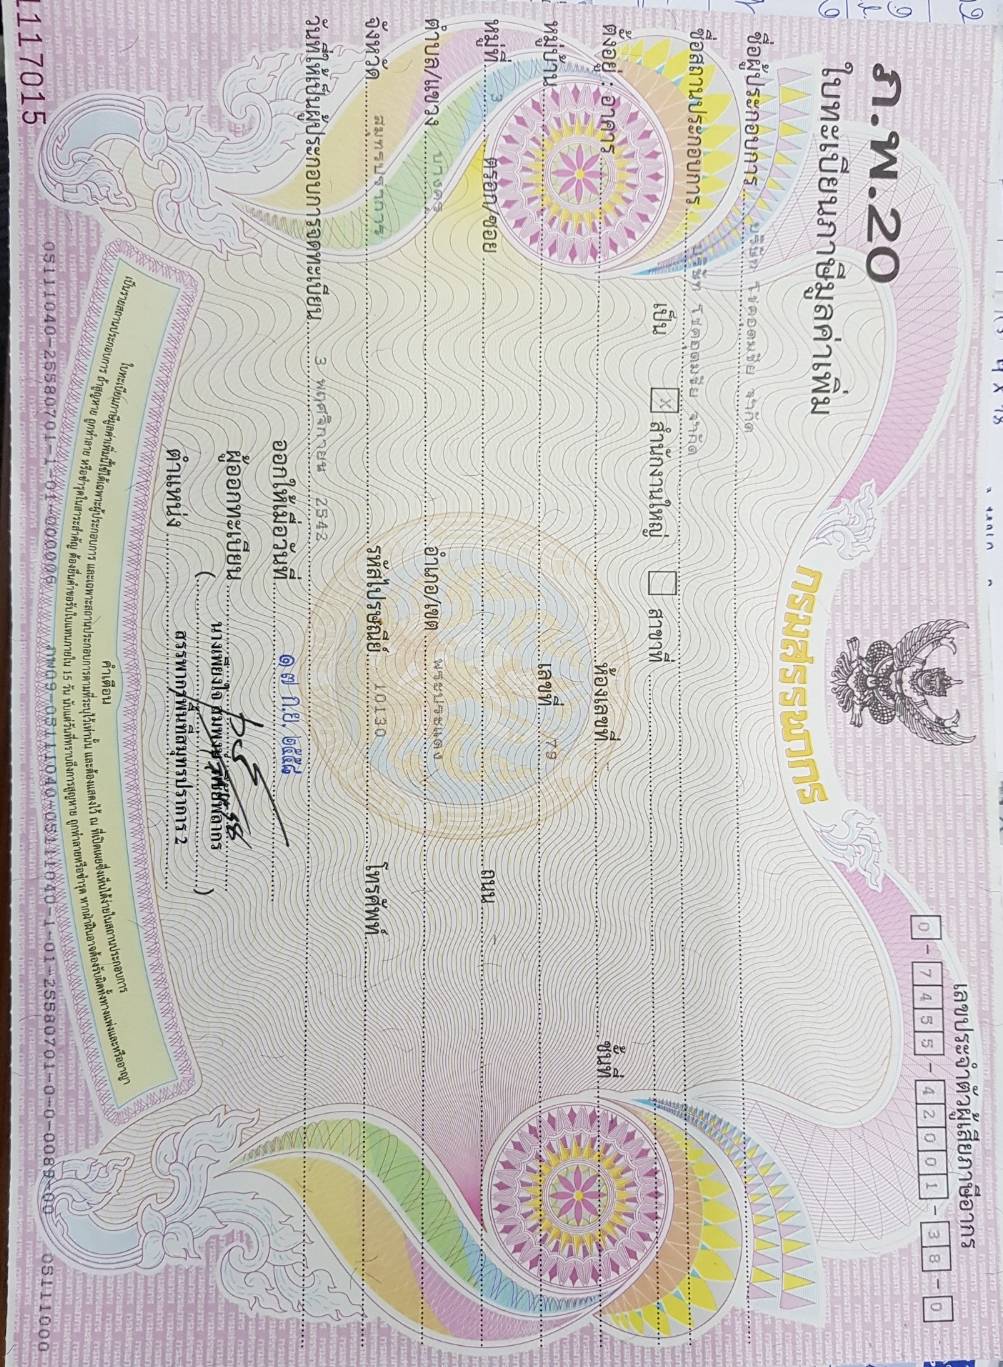 เลขประจำตัวผู้เสียภาษีอากร
0-7455-42001-38-0
ภ.พ.20
ใบทะเบียนภาษีมูลค่าเพิ่ม
กรมสรรพากร
ชื่อผู้ประกอบการ บริษัท โชคอุดมชัย จำกัด
ชื่อสถานประกอบการ บริษัท โชคอุดมชัย จำกัด
เป็น X สำนักงานใหญ่ สาขาที่
ตั้งอยู่ : อาคาร ห้องเลขที่ - ชั้นที่
หมู่บ้าน เลขที่ 79
หมู่ที่ 3 ตรอก/ซอย ถนน -
ตำบล/แขวง บางครุ อำเภอ/เขต พระประแดง
จังหวัด สมุทรปราการ รหัสไปรษณีย์ 10130 โทรศัพท์
วันที่ให้เป็นผู้ประกอบการจดทะเบียน 3 พฤศจิกายน 2542
ออกให้เมื่อวันที่ ๑๗ ก.ย. ๒๕๕๘
ผู้ออกทะเบียน
(นางเพียงใจ สมพงษ์)
ตำแหน่ง สรรพากรพื้นที่สมุทรปราการ 2
คำเตือน
ใบทะเบียนภาษีมูลค่าเพิ่มนี้ใช้ได้เฉพาะผู้ประกอบการ และเฉพาะสถานประกอบการตามที่ระบุไว้เท่านั้น และต้องแสดงไว้ ณ ที่เปิดเผยซึ่งเห็นได้ง่ายในสถานประกอบการ
เป็นรายสถานประกอบการ ถ้าสูญหาย ถูกทำลาย หรือชำรุดในสาระสำคัญ ต้องยื่นคำขอรับใบแทนภายใน 15 วัน นับแต่วันที่ทราบถึงการสูญหาย ถูกทำลายหรือชำรุด หากฝ่าฝืนอาจต้องรับผิดทั้งทางแพ่งและหรืออาญา
05111040-25580701-1-01-000006 ภพ09-05111040-05111040-1-01-25580701-0-0-0089-00 05111000
1117015